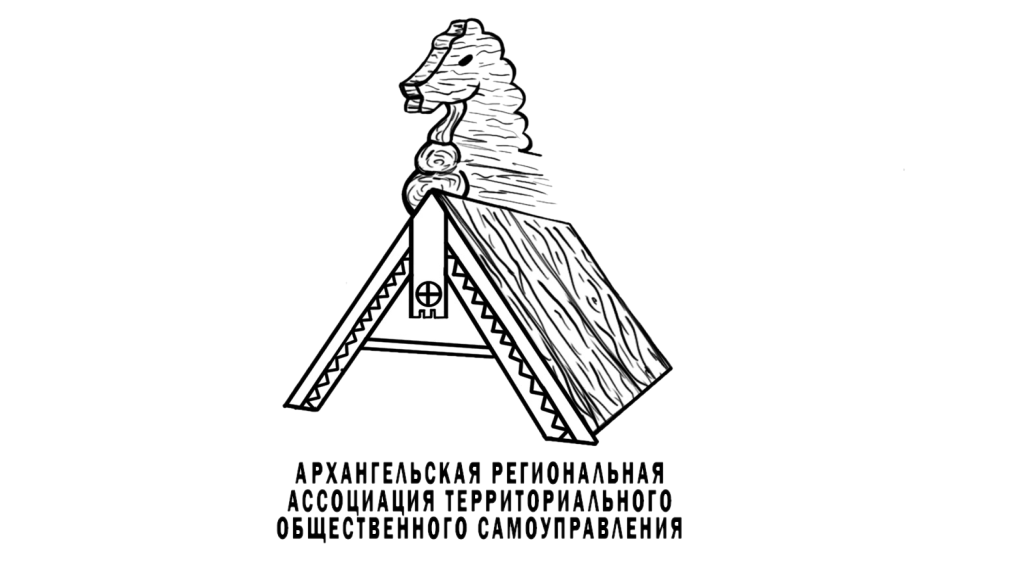 АРХАНГЕЛЬСКАЯ РЕГИОНАЛЬНАЯ
АССОЦИАЦИЯ ТЕРРИТОРИАЛЬНОГО
ОБЩЕСТВЕННОГО САМОУПРАВЛЕНИЯ